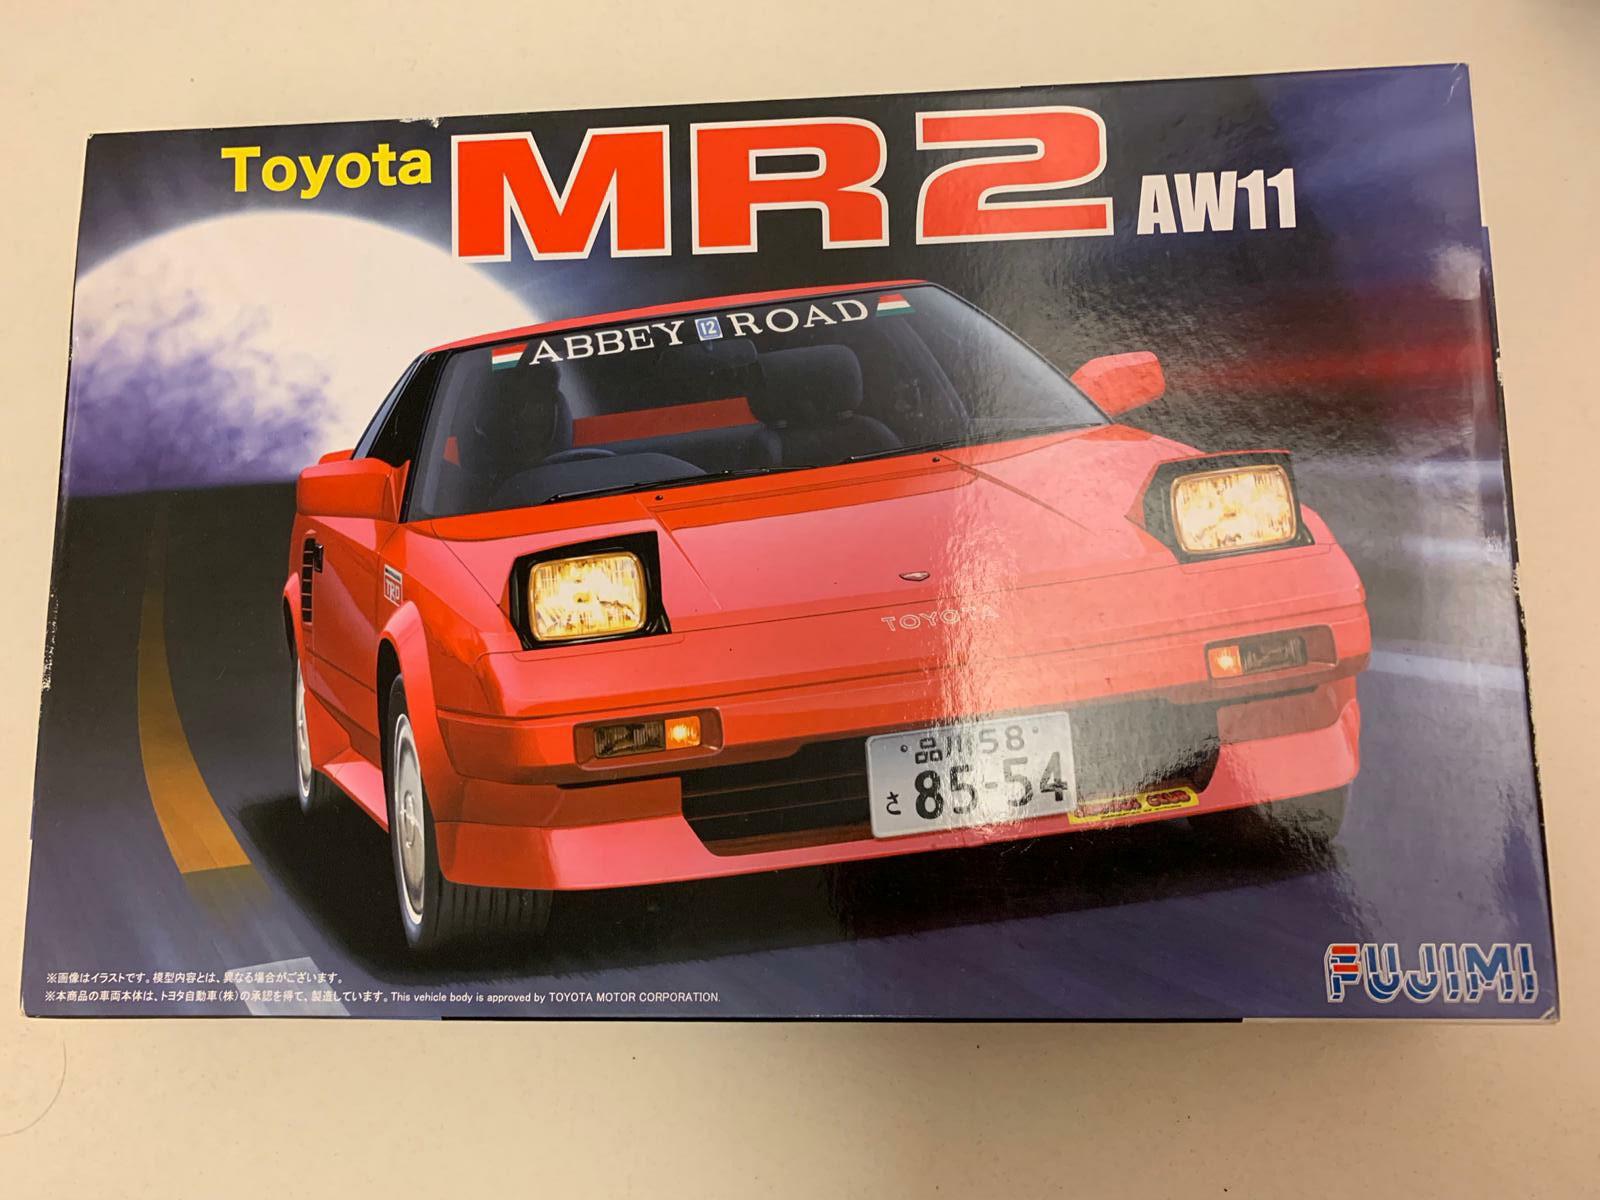 Toyota MR2 AW11
ABBEY 12 ROAD
TRD
TOYOTA
品川 58
さ 85-54
CLUB
※画像はイラストです。模型内容とは、異なる場合がございます。
※本商品の車両本体は、トヨタ自動車(株)の承認を得て、製造しています。This vehicle body is approved by TOYOTA MOTOR CORPORATION.
FUJIMI